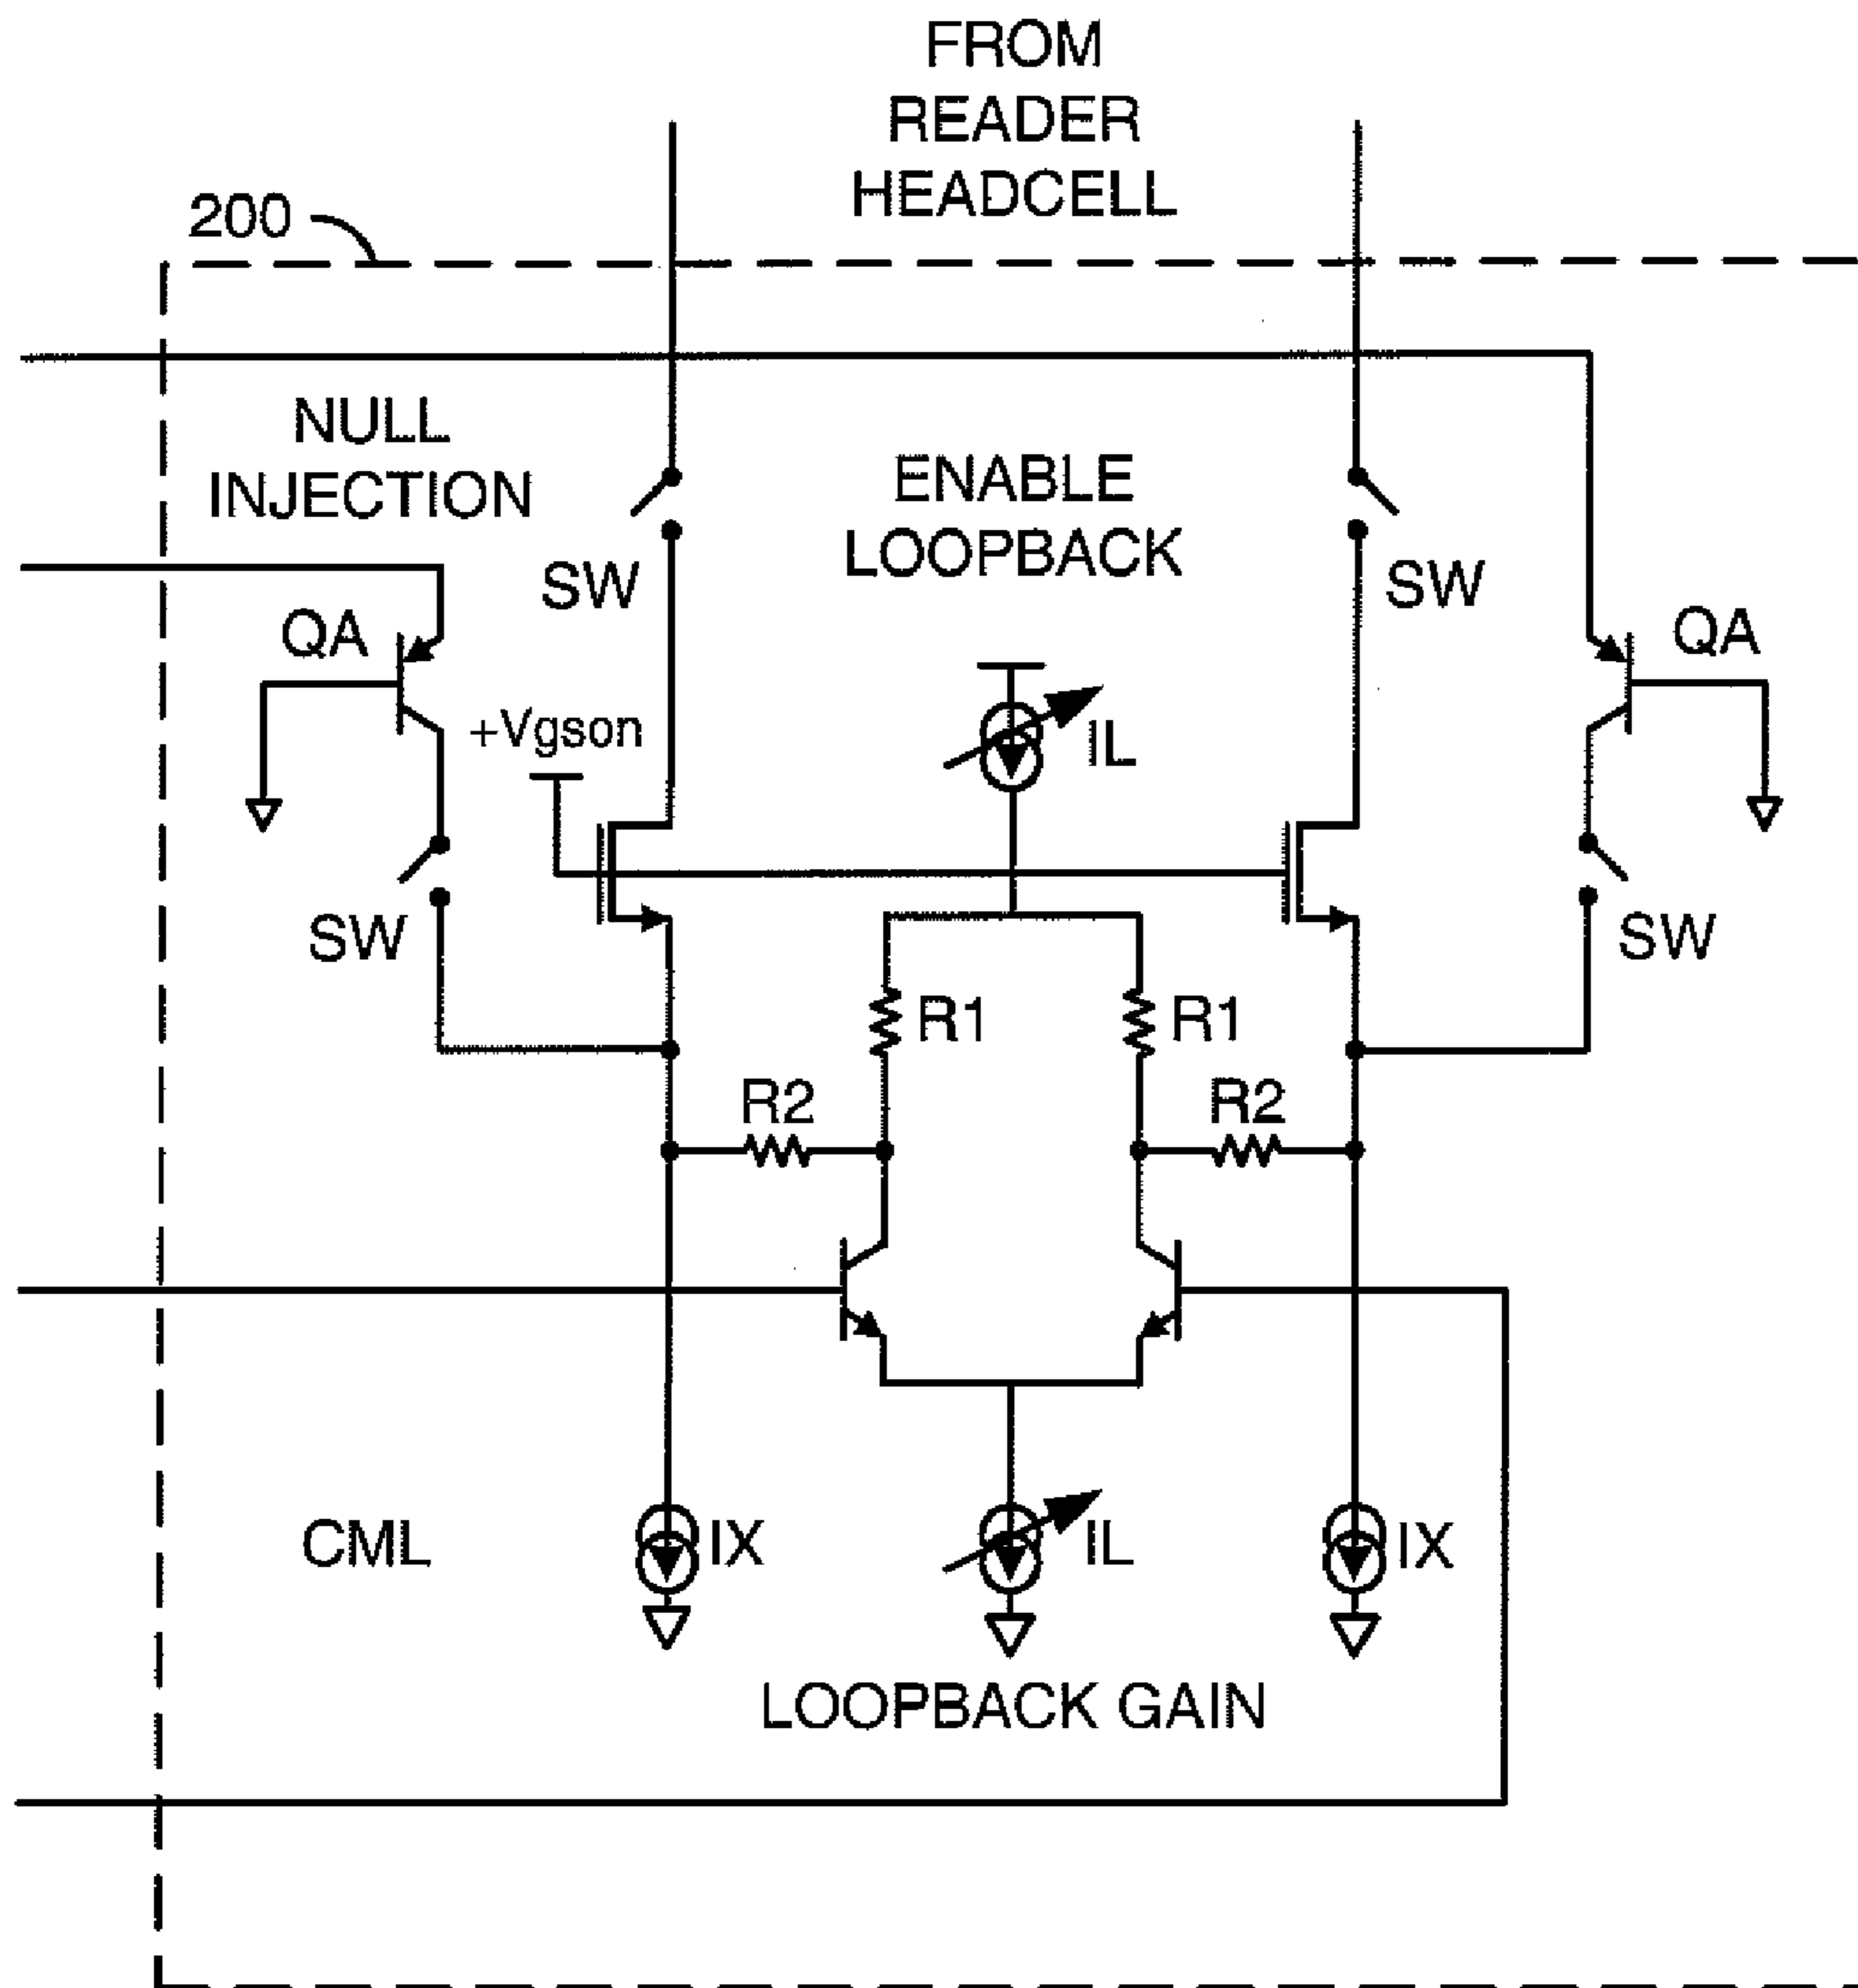 FROM
READER
HEADCELL
200
NULL
INJECTION
ENABLE
LOOPBACK
SW
SW
QA
QA
+Vgson
IL
SW
SW
R1
R1
R2
R2
CML
IX
IL
IX
LOOPBACK GAIN